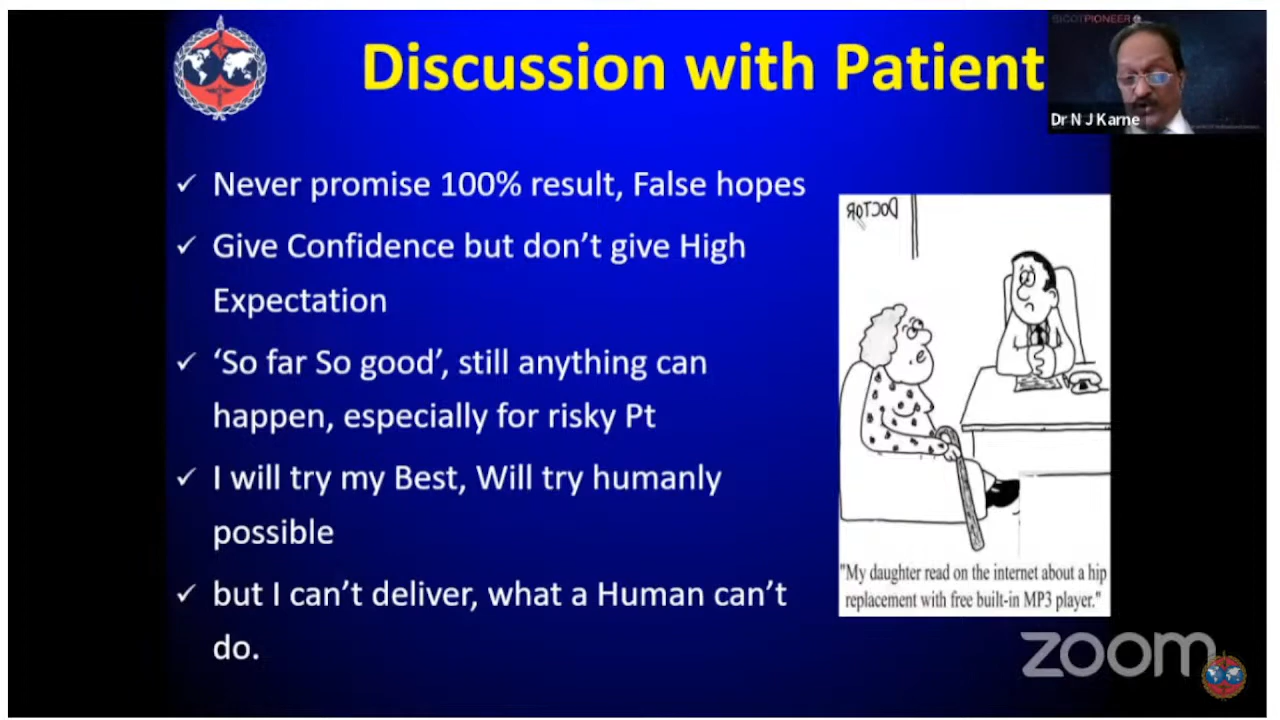 Discussion with Patient
SICOT PIONEER
Dr N J Karne
✓ Never promise 100% result, False hopes
✓ Give Confidence but don’t give High
Expectation
✓ ‘So far So good’, still anything can
happen, especially for risky Pt
✓ I will try my Best, Will try humanly
possible
✓ but I can’t deliver, what a Human can’t
do.
DOCTOR
"My daughter read on the internet about a hip
replacement with free built-in MP3 player."
zoom